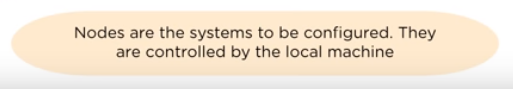 Nodes are the systems to be configured. They
are controlled by the local machine